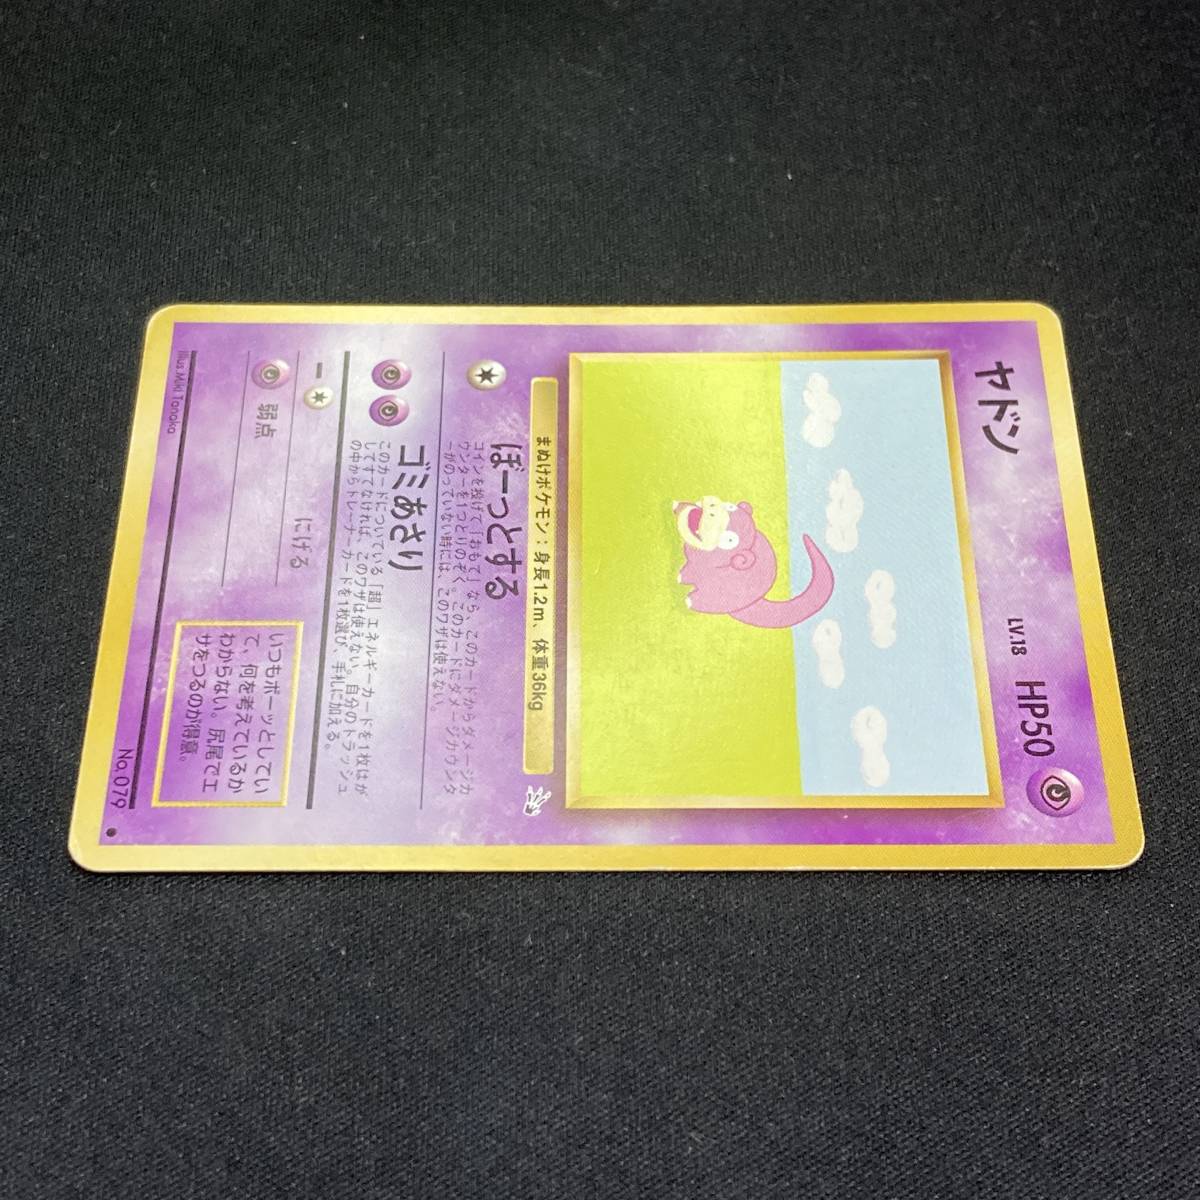 ヤドン
LV.18 HP50
まぬけポケモン：身長1.2m、体重36kg
ぼーっとする
コインを投げて「おもて」なら、このカードからダメージカ
ウンターを1つとりのぞく。このカードにダメージカウンタ
ーがのっていない時には、このワザは使えない。
ゴミあさり
このカードについている「超」エネルギーカードを1枚はが
してすてなければ、このワザは使えない。自分のトラッシュ
の中からトレーナーカードを1枚選び、手札に加える。
にげる
弱点
いつもボーッとしてい
て、何を考えているか
わからない。尻尾でエ
サをつるのが得意。
Illus. Miki Tanaka
No. 079